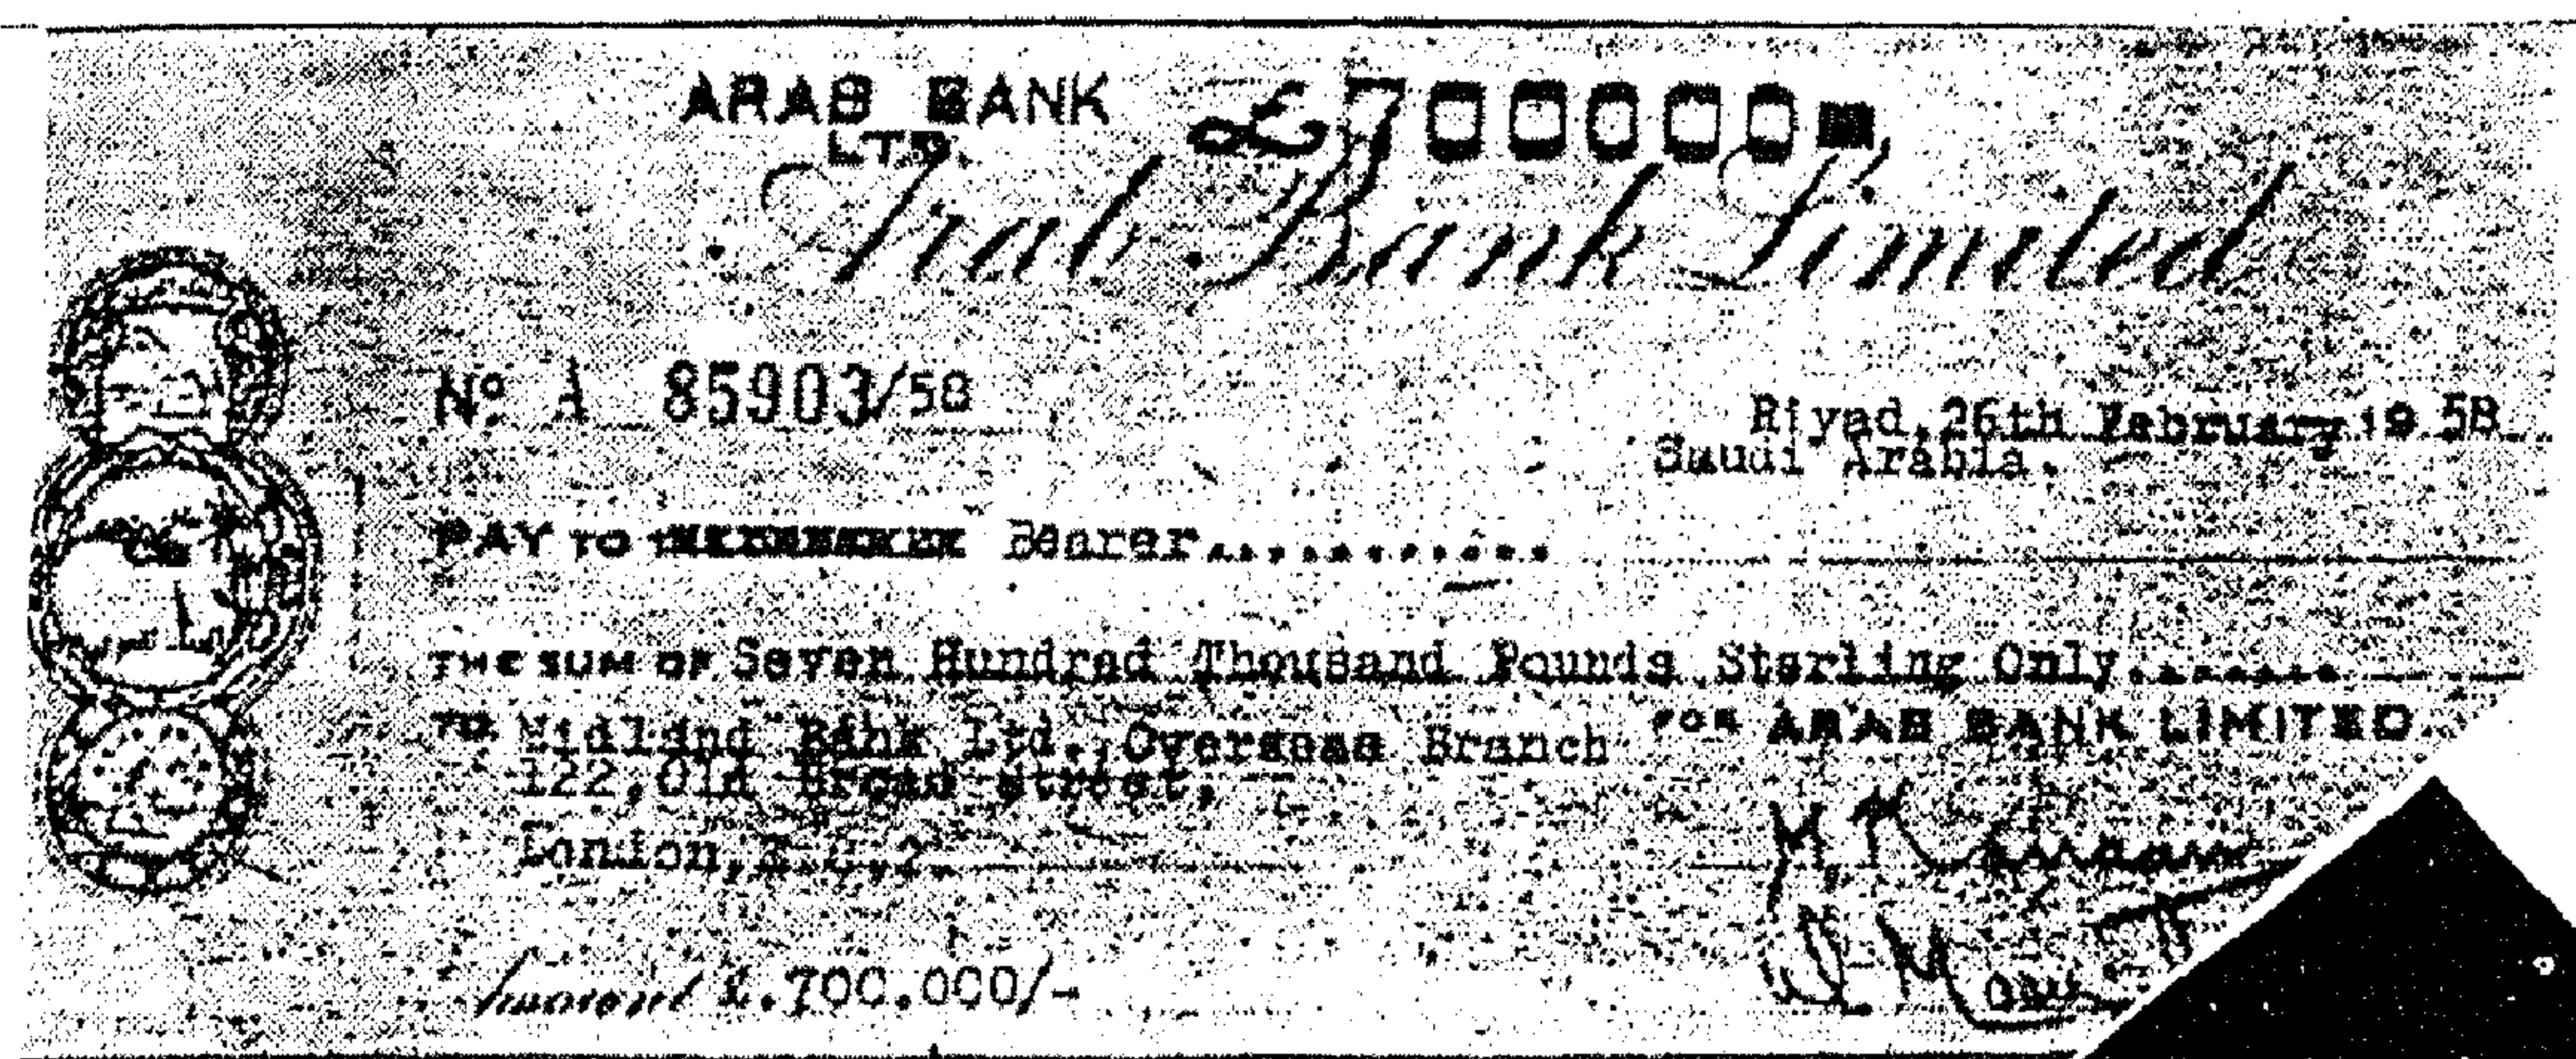 ARAB BANK £700000
LTD.
Arab Bank Limited
Nº A 85903/58
Riyad, 26th February 1958
Saudi Arabia.
PAY TO Bearer............
THE SUM OF Seven Hundred Thousand Pounds Sterling Only.......
TO Midland Bank Ltd., Overseas Branch
122, Old Broad Street,
London, E.C.2.
FOR ARAB BANK LIMITED
Amount £.700.000/-